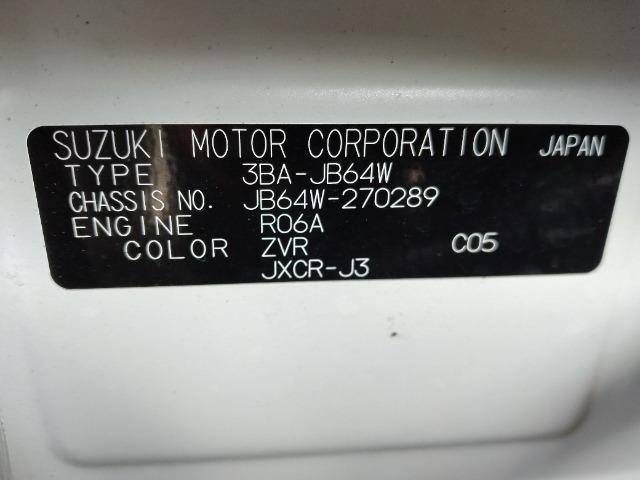 SUZUKI MOTOR CORPORATION JAPAN
TYPE 3BA-JB64W
CHASSIS NO. JB64W-270289
ENGINE R06A
COLOR ZVR C05
JXCR-J3